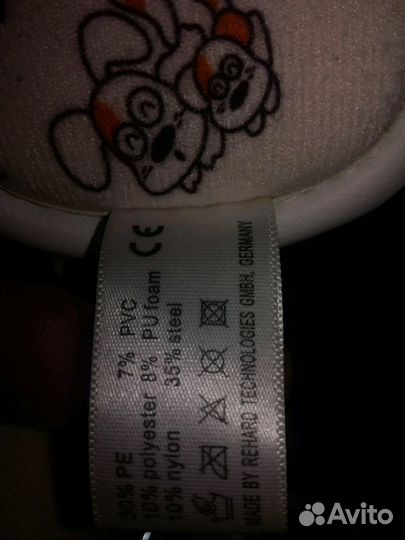 30% PE 7% PVC CE
10% polyester 8% PU foam
10% nylon 35% steel
MADE BY REHARD TECHNOLOGIES GMBH, GERMANY
Avito